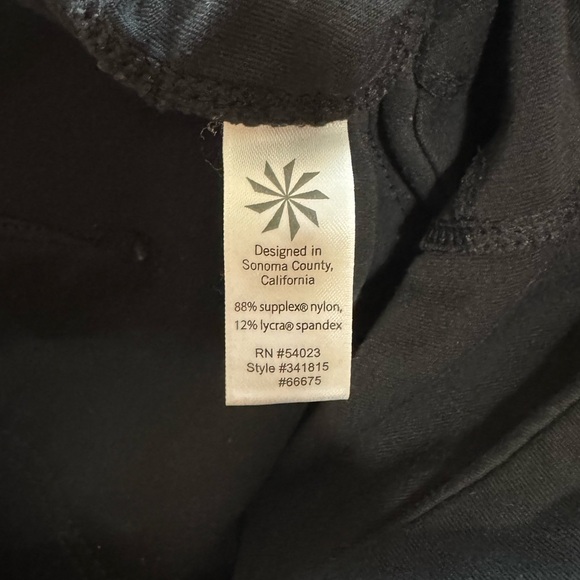 Designed in
Sonoma County,
California
88% supplex® nylon,
12% lycra® spandex
RN #54023
Style #341815
#66675